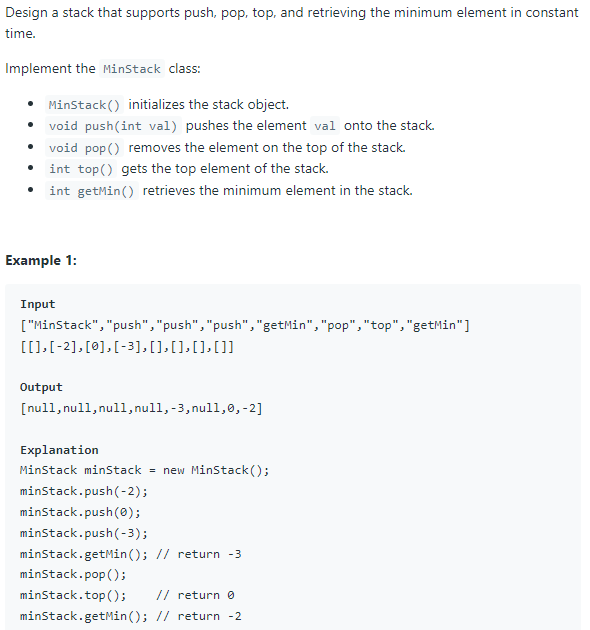 Design a stack that supports push, pop, top, and retrieving the minimum element in constant
time.
Implement the MinStack class:
• MinStack() initializes the stack object.
• void push(int val) pushes the element val onto the stack.
• void pop() removes the element on the top of the stack.
• int top() gets the top element of the stack.
• int getMin() retrieves the minimum element in the stack.
Example 1:
Input
["MinStack","push","push","push","getMin","pop","top","getMin"]
[[],[-2],[0],[-3],[],[],[],[]]
Output
[null,null,null,null,-3,null,0,-2]
Explanation
MinStack minStack = new MinStack();
minStack.push(-2);
minStack.push(0);
minStack.push(-3);
minStack.getMin(); // return -3
minStack.pop();
minStack.top();    // return 0
minStack.getMin(); // return -2